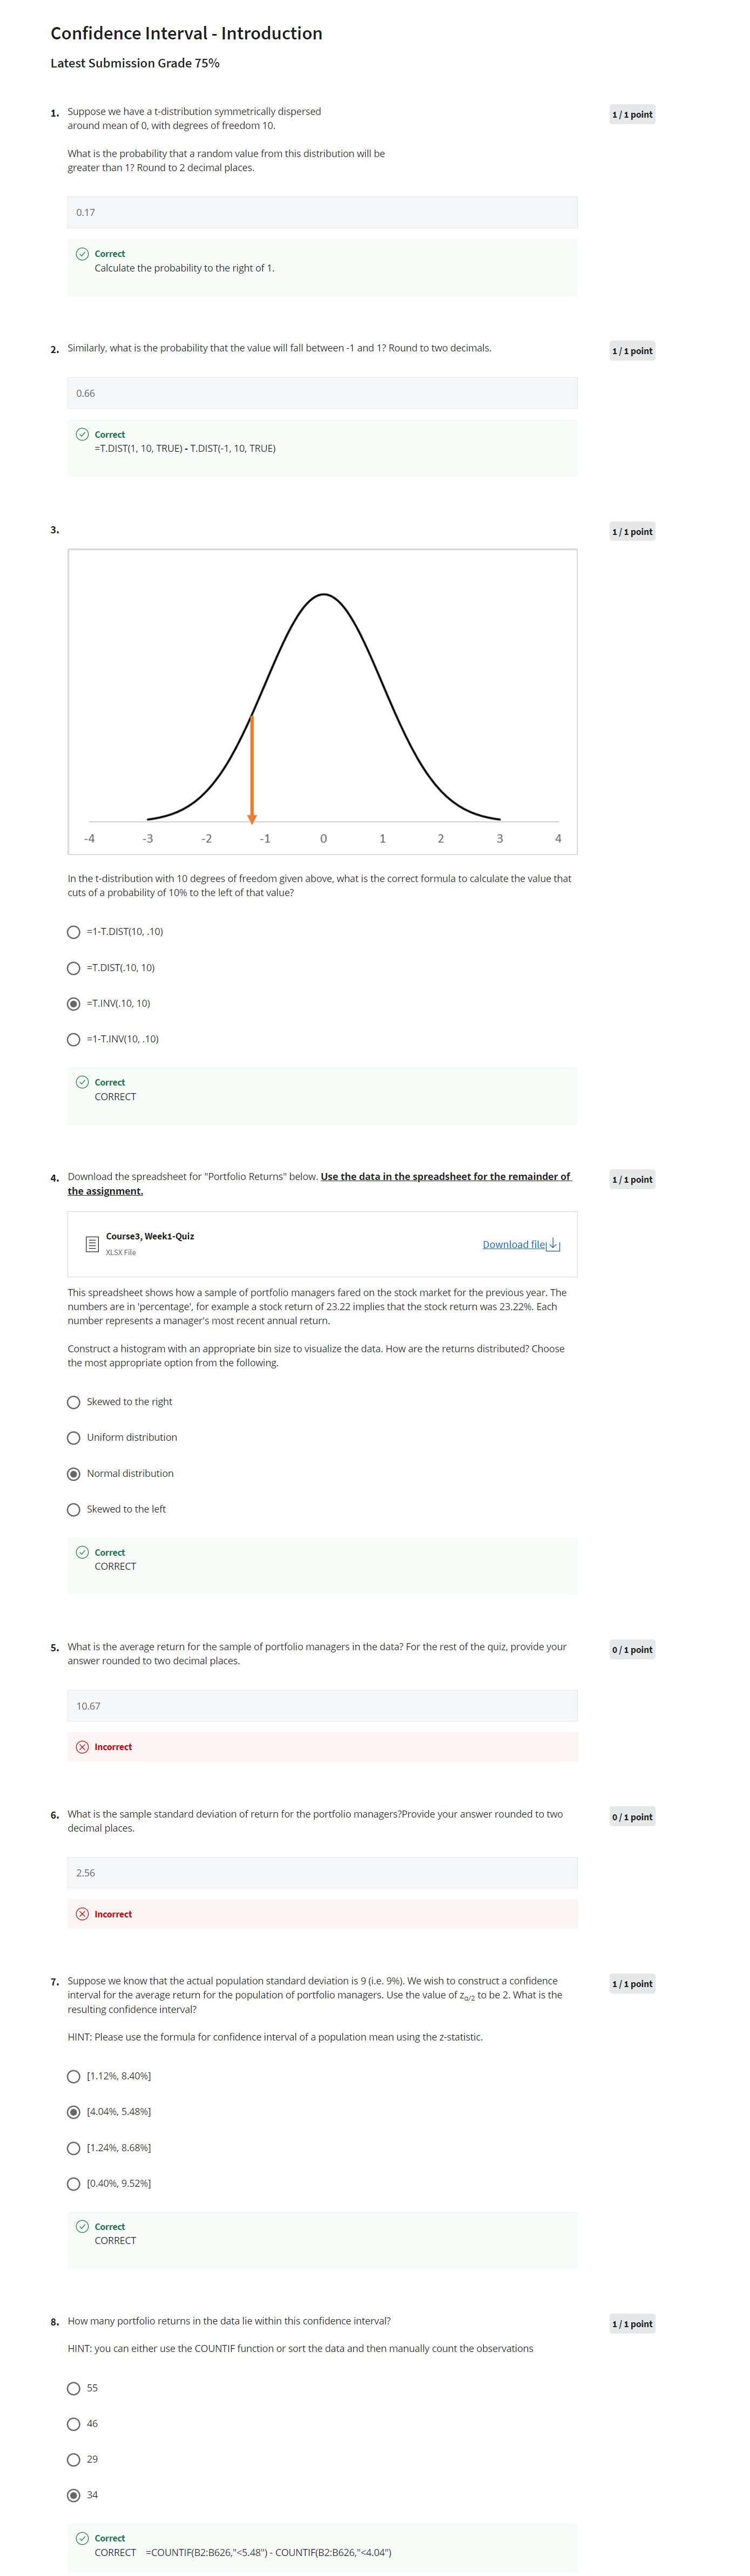 Confidence Interval - Introduction
Latest Submission Grade 75%
1. Suppose we have a t-distribution symmetrically dispersed
around mean of 0, with degrees of freedom 10.
1 / 1 point
What is the probability that a random value from this distribution will be
greater than 1? Round to 2 decimal places.
0.17
Correct
Calculate the probability to the right of 1.
2. Similarly, what is the probability that the value will fall between -1 and 1? Round to two decimals.
1 / 1 point
0.66
Correct
=T.DIST(1, 10, TRUE) - T.DIST(-1, 10, TRUE)
3.
1 / 1 point
-4 -3 -2 -1 0 1 2 3 4
In the t-distribution with 10 degrees of freedom given above, what is the correct formula to calculate the value that
cuts of a probability of 10% to the left of that value?
=1-T.DIST(10, .10)
=T.DIST(.10, 10)
=T.INV(.10, 10)
=1-T.INV(10, .10)
Correct
CORRECT
4. Download the spreadsheet for "Portfolio Returns" below. Use the data in the spreadsheet for the remainder of
the assignment.
1 / 1 point
Course3, Week1-Quiz
XLSX File
Download file
This spreadsheet shows how a sample of portfolio managers fared on the stock market for the previous year. The
numbers are in 'percentage', for example a stock return of 23.22 implies that the stock return was 23.22%. Each
number represents a manager's most recent annual return.
Construct a histogram with an appropriate bin size to visualize the data. How are the returns distributed? Choose
the most appropriate option from the following.
Skewed to the right
Uniform distribution
Normal distribution
Skewed to the left
Correct
CORRECT
5. What is the average return for the sample of portfolio managers in the data? For the rest of the quiz, provide your
answer rounded to two decimal places.
0 / 1 point
10.67
Incorrect
6. What is the sample standard deviation of return for the portfolio managers?Provide your answer rounded to two
decimal places.
0 / 1 point
2.56
Incorrect
7. Suppose we know that the actual population standard deviation is 9 (i.e. 9%). We wish to construct a confidence
interval for the average return for the population of portfolio managers. Use the value of zα/2 to be 2. What is the
resulting confidence interval?
1 / 1 point
HINT: Please use the formula for confidence interval of a population mean using the z-statistic.
[1.12%, 8.40%]
[4.04%, 5.48%]
[1.24%, 8.68%]
[0.40%, 9.52%]
Correct
CORRECT
8. How many portfolio returns in the data lie within this confidence interval?
1 / 1 point
HINT: you can either use the COUNTIF function or sort the data and then manually count the observations
55
46
29
34
Correct
CORRECT =COUNTIF(B2:B626,"<5.48") - COUNTIF(B2:B626,"<4.04")